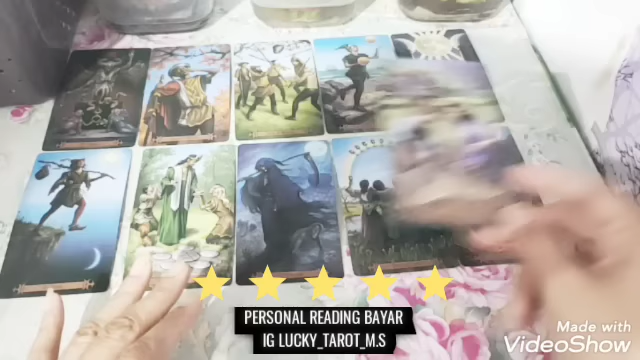 PERSONAL READING BAYAR
IG LUCKY_TAROT_M.S
Made with
VideoShow